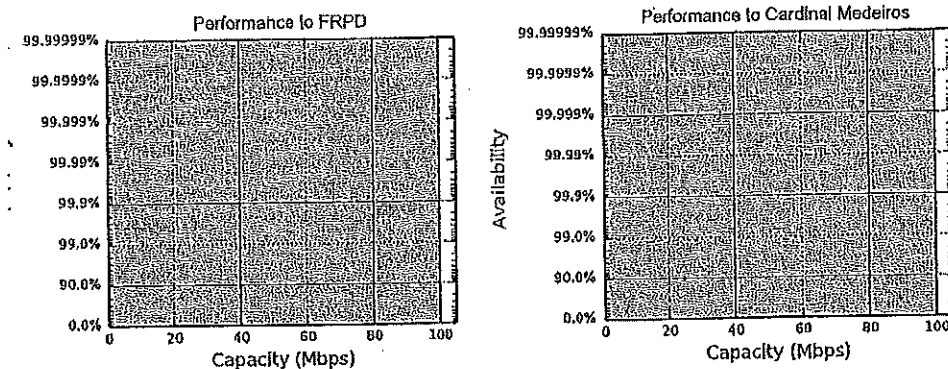 Performance to FRPD
99.99999%
99.9999%
99.999%
99.99%
99.9%
99.0%
90.0%
0.0%
0 20 40 60 80 100
Capacity (Mbps)
Performance to Cardinal Medeiros
Availability
99.99999%
99.9999%
99.999%
99.99%
99.9%
99.0%
90.0%
0.0%
0 20 40 60 80 100
Capacity (Mbps)